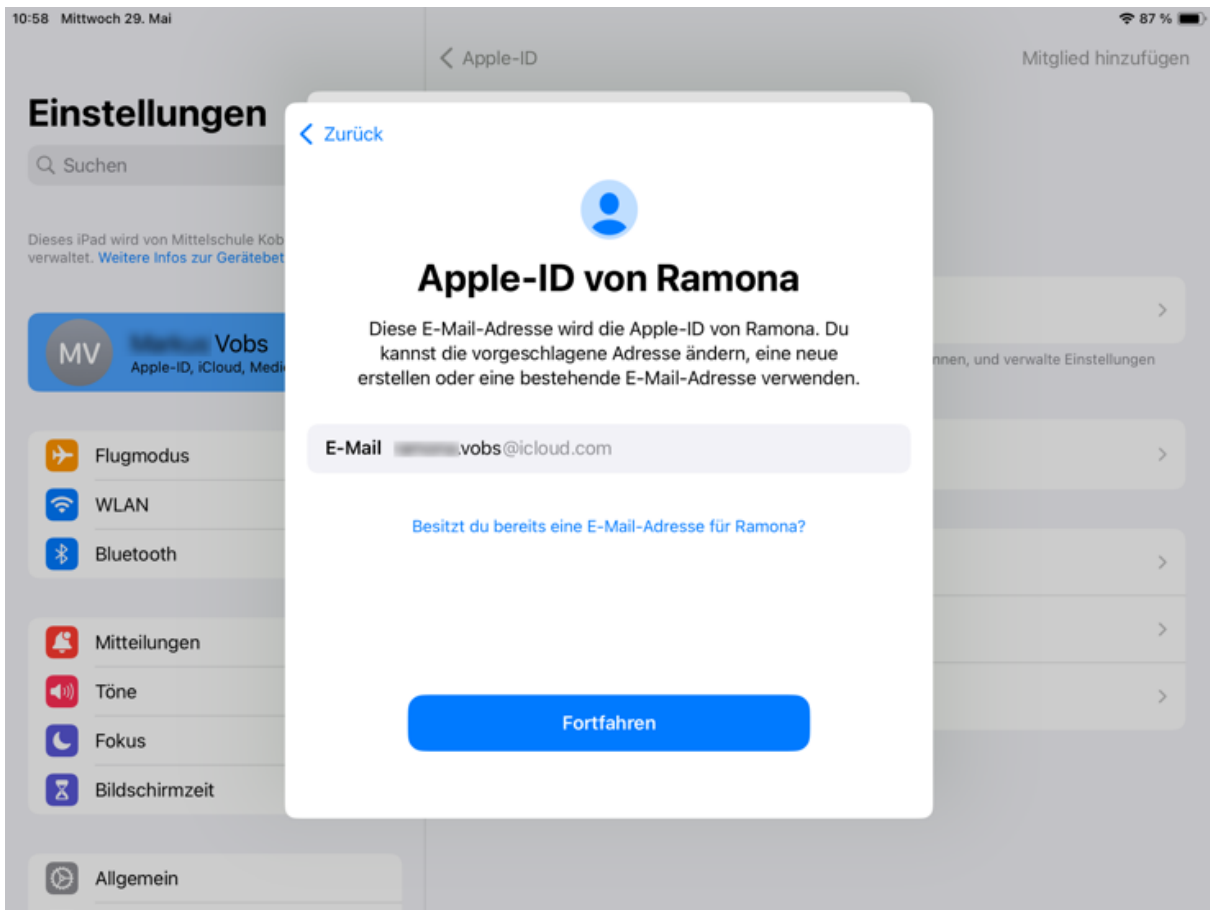 10:58 Mittwoch 29. Mai
87 %
Apple-ID
Mitglied hinzufügen
Einstellungen
Suchen
Dieses iPad wird von Mittelschule Kob
verwaltet. Weitere Infos zur Gerätebet
MV
Vobs
Apple-ID, iCloud, Medi
Flugmodus
WLAN
Bluetooth
Mitteilungen
Töne
Fokus
Bildschirmzeit
Allgemein
Zurück
Apple-ID von Ramona
Diese E-Mail-Adresse wird die Apple-ID von Ramona. Du
kannst die vorgeschlagene Adresse ändern, eine neue
erstellen oder eine bestehende E-Mail-Adresse verwenden.
E-Mail .vobs@icloud.com
Besitzt du bereits eine E-Mail-Adresse für Ramona?
Fortfahren
nnen, und verwalte Einstellungen